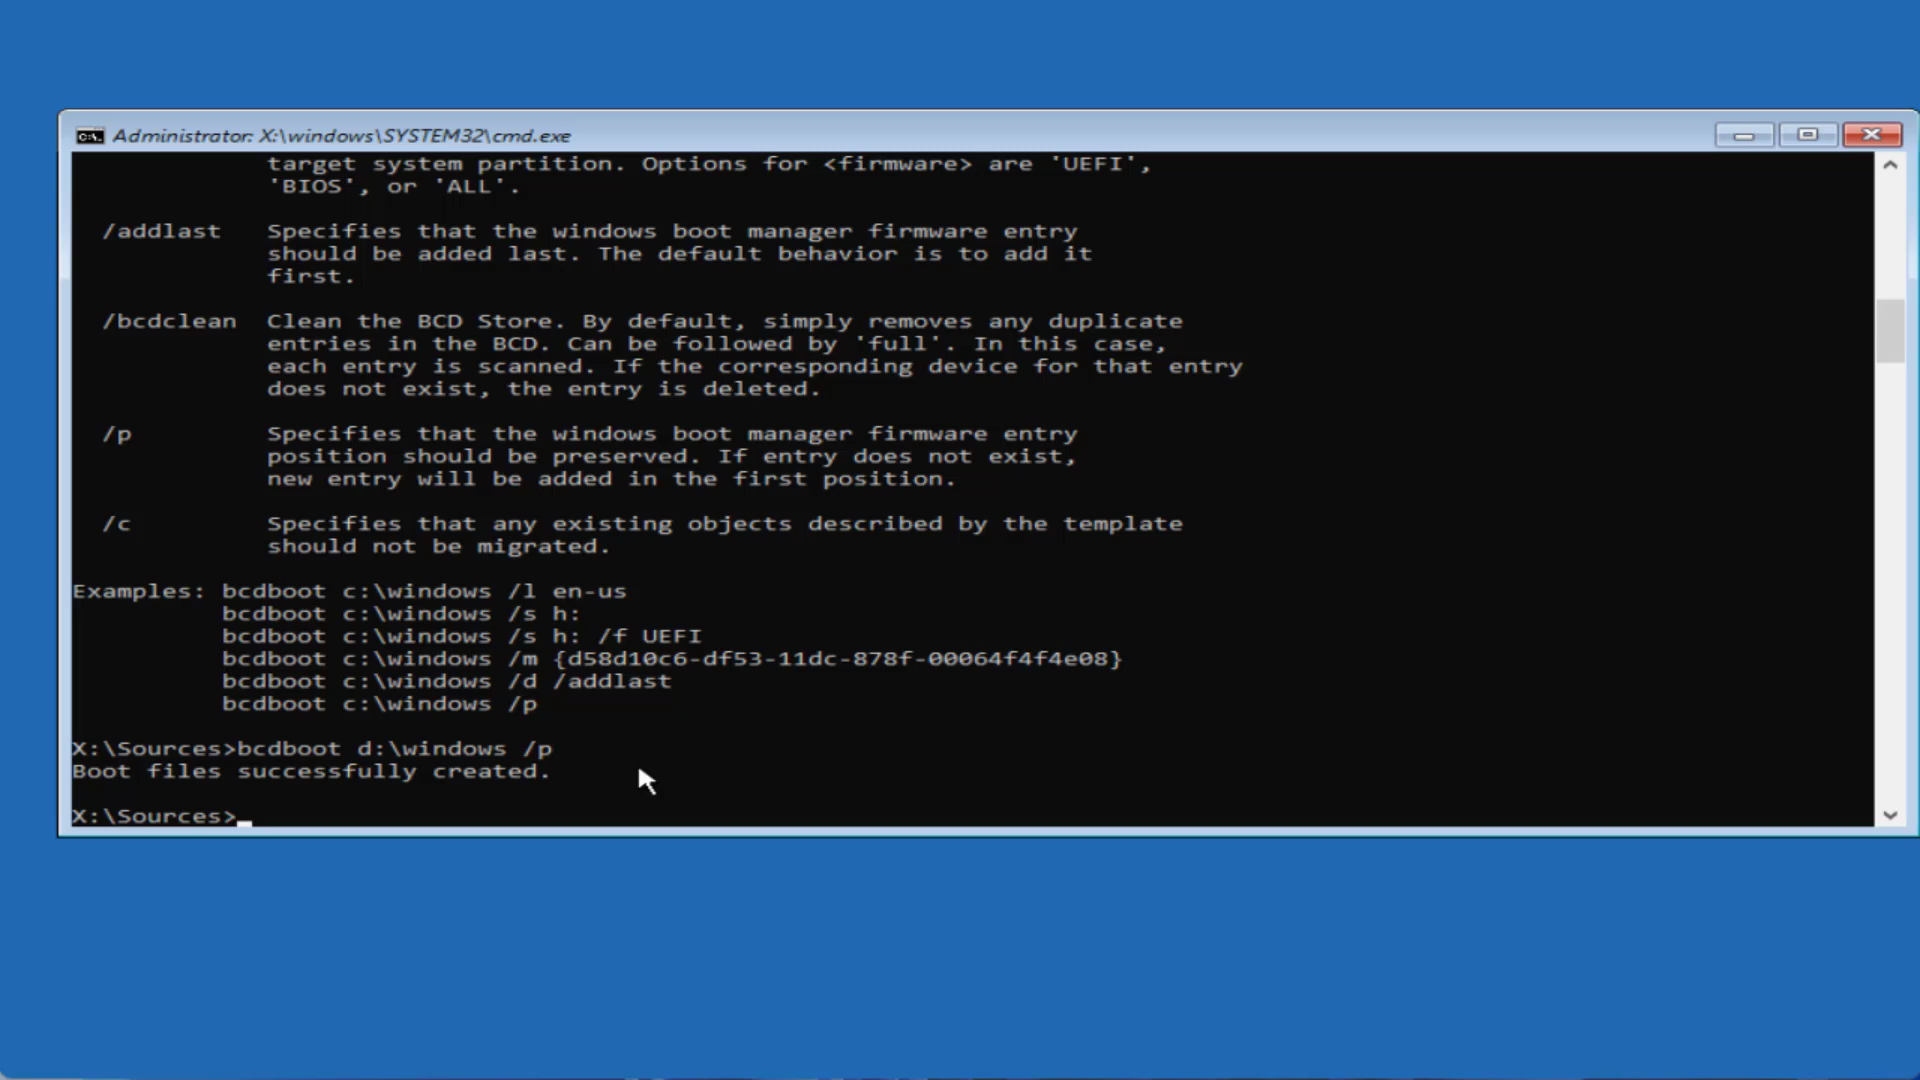 Administrator: X:\windows\SYSTEM32\cmd.exe
target system partition. Options for <firmware> are 'UEFI',
'BIOS', or 'ALL'.
/addlast Specifies that the windows boot manager firmware entry
should be added last. The default behavior is to add it
first.
/bcdclean Clean the BCD Store. By default, simply removes any duplicate
entries in the BCD. Can be followed by 'full'. In this case,
each entry is scanned. If the corresponding device for that entry
does not exist, the entry is deleted.
/p Specifies that the windows boot manager firmware entry
position should be preserved. If entry does not exist,
new entry will be added in the first position.
/c Specifies that any existing objects described by the template
should not be migrated.
Examples: bcdboot c:\windows /l en-us
bcdboot c:\windows /s h:
bcdboot c:\windows /s h: /f UEFI
bcdboot c:\windows /m {d58d10c6-df53-11dc-878f-00064f4f4e08}
bcdboot c:\windows /d /addlast
bcdboot c:\windows /p
X:\Sources>bcdboot d:\windows /p
Boot files successfully created.
X:\Sources>